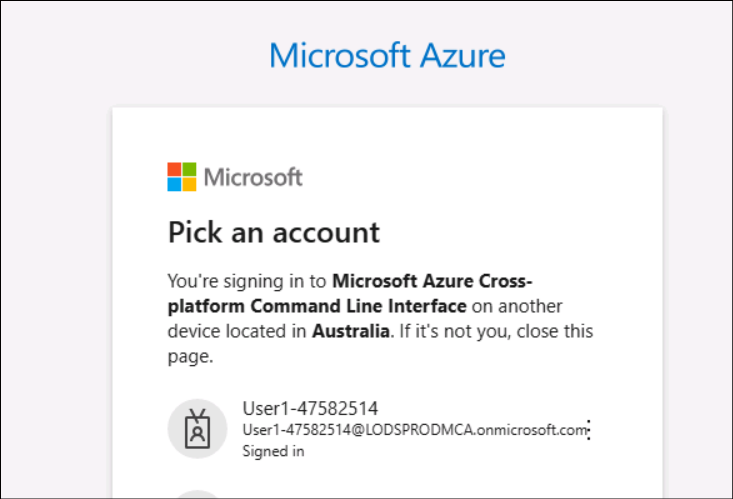 Microsoft Azure
Microsoft
Pick an account
You're signing in to Microsoft Azure Cross-
platform Command Line Interface on another
device located in Australia. If it's not you, close this
page.
User1-47582514
User1-47582514@LODSPRODMCA.onmicrosoft.com
Signed in